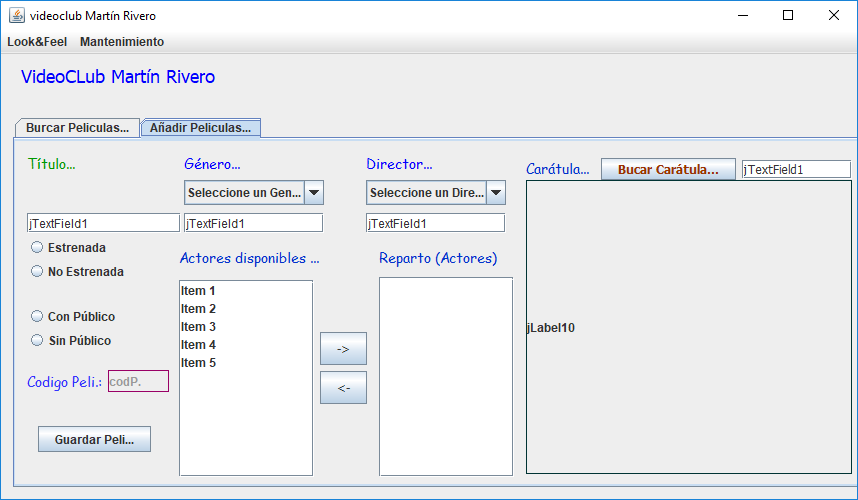 videoclub Martín Rivero
Look&Feel Mantenimiento
VideoCLub Martín Rivero
Burcar Peliculas... Añadir Peliculas...
Título... Género... Director... Carátula... Bucar Carátula... jTextField1
Seleccione un Gen... Seleccione un Dire...
jTextField1 jTextField1 jTextField1
Estrenada
No Estrenada
Con Público
Sin Público
Codigo Peli.: codP.
Guardar Peli...
Actores disponibles ...
Item 1
Item 2
Item 3
Item 4
Item 5
->
<-
Reparto (Actores)
jLabel10